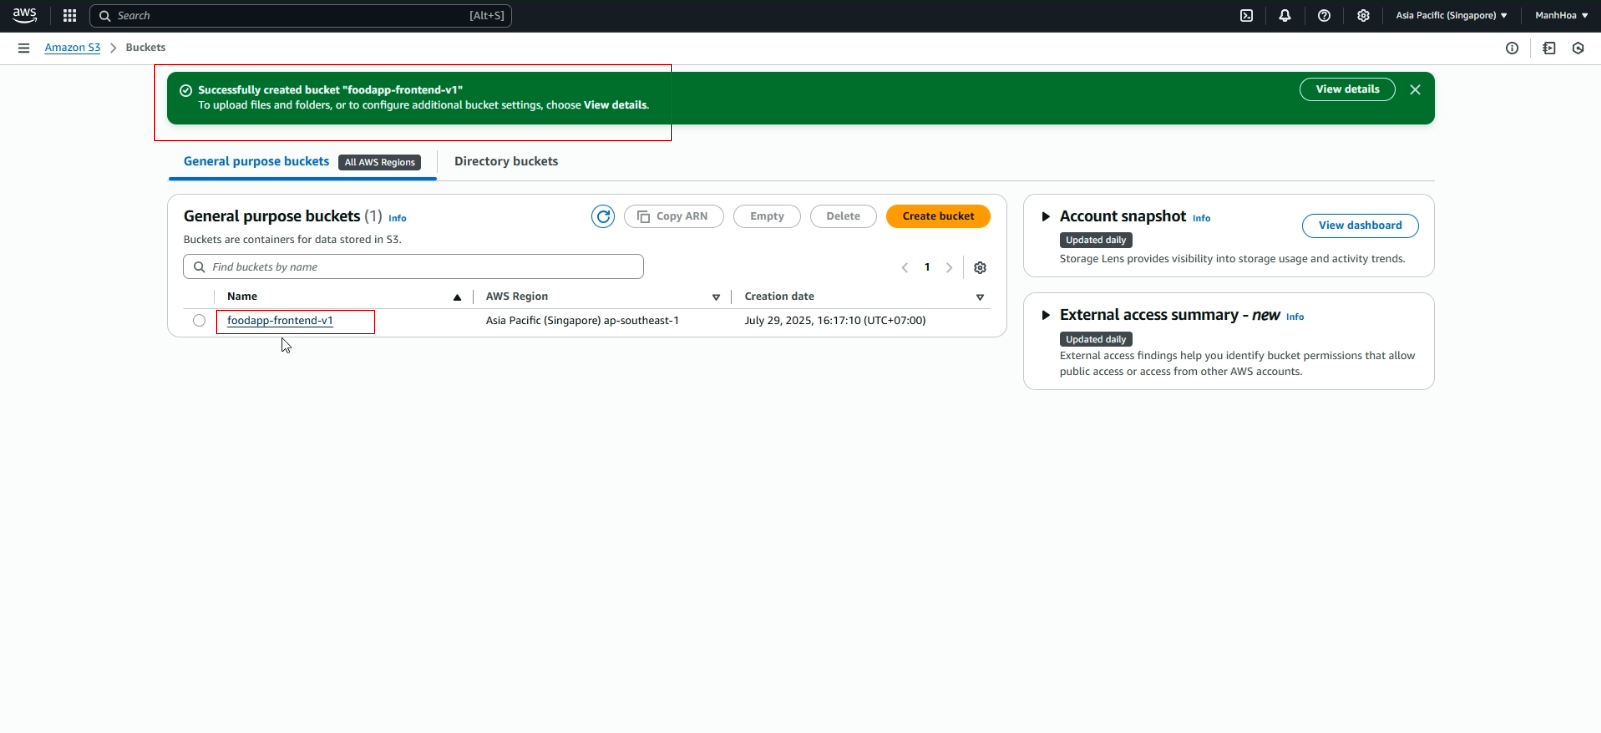 aws
Search
[Alt+S]
Asia Pacific (Singapore)
ManhHoa
Amazon S3
Buckets
Successfully created bucket "foodapp-frontend-v1"
To upload files and folders, or to configure additional bucket settings, choose View details.
View details
General purpose buckets
All AWS Regions
Directory buckets
General purpose buckets (1) Info
Copy ARN
Empty
Delete
Create bucket
Buckets are containers for data stored in S3.
Find buckets by name
1
Name
AWS Region
Creation date
foodapp-frontend-v1
Asia Pacific (Singapore) ap-southeast-1
July 29, 2025, 16:17:10 (UTC+07:00)
Account snapshot Info
Updated daily
View dashboard
Storage Lens provides visibility into storage usage and activity trends.
External access summary - new Info
Updated daily
External access findings help you identify bucket permissions that allow
public access or access from other AWS accounts.